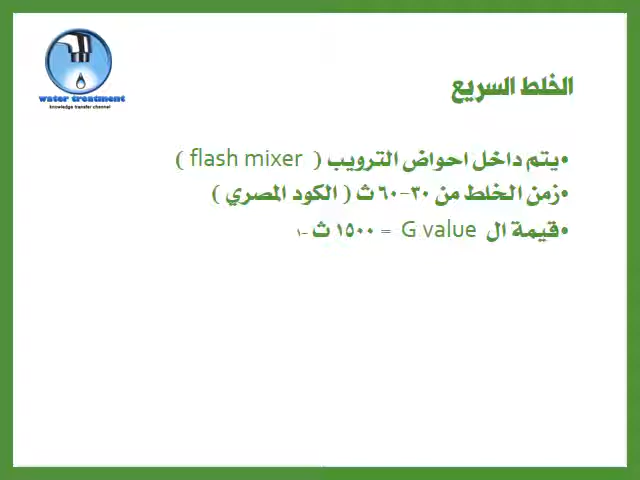 water treatment
knowledge transfer channel
الخلط السريع
•يتم داخل احواض الترويب ( flash mixer )
•زمن الخلط من ٣٠-٦٠ ث ( الكود المصري )
•قيمة ال G value = ١٥٠٠ ث -١